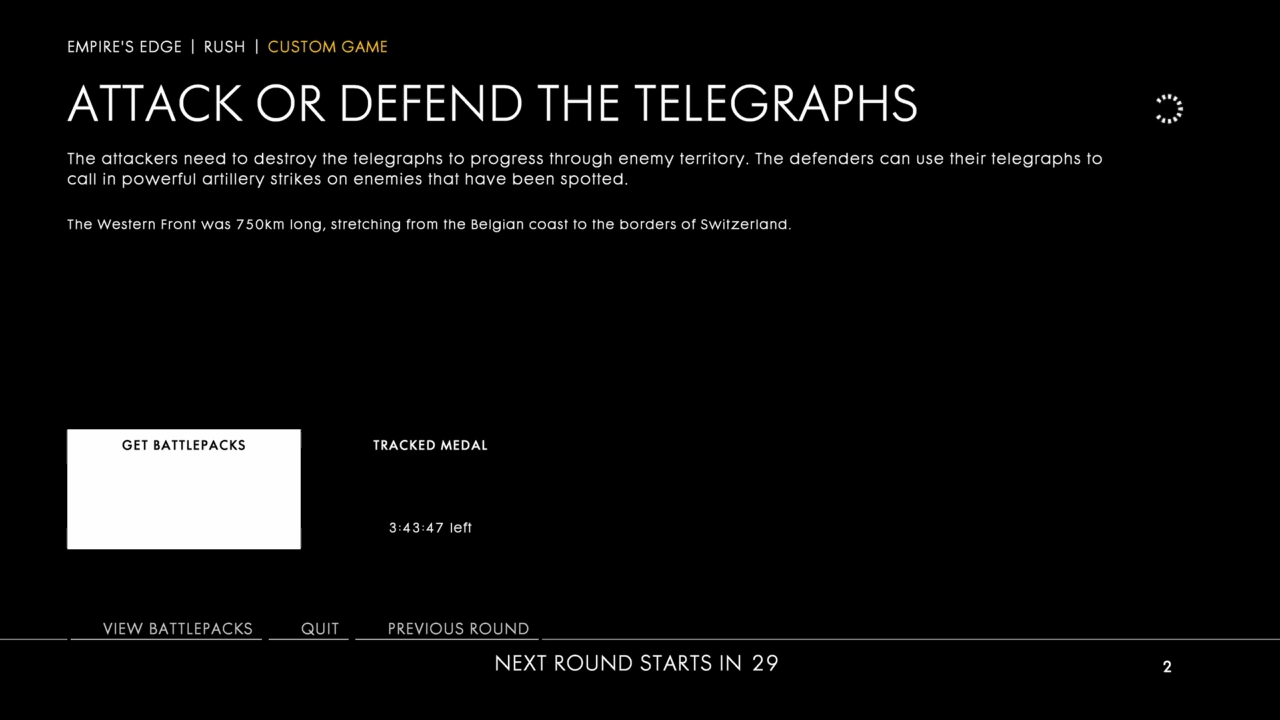 EMPIRE'S EDGE | RUSH | CUSTOM GAME
ATTACK OR DEFEND THE TELEGRAPHS
The attackers need to destroy the telegraphs to progress through enemy territory. The defenders can use their telegraphs to
call in powerful artillery strikes on enemies that have been spotted.
The Western Front was 750km long, stretching from the Belgian coast to the borders of Switzerland.
GET BATTLEPACKS
TRACKED MEDAL
3:43:47 left
VIEW BATTLEPACKS QUIT PREVIOUS ROUND
NEXT ROUND STARTS IN 29
2